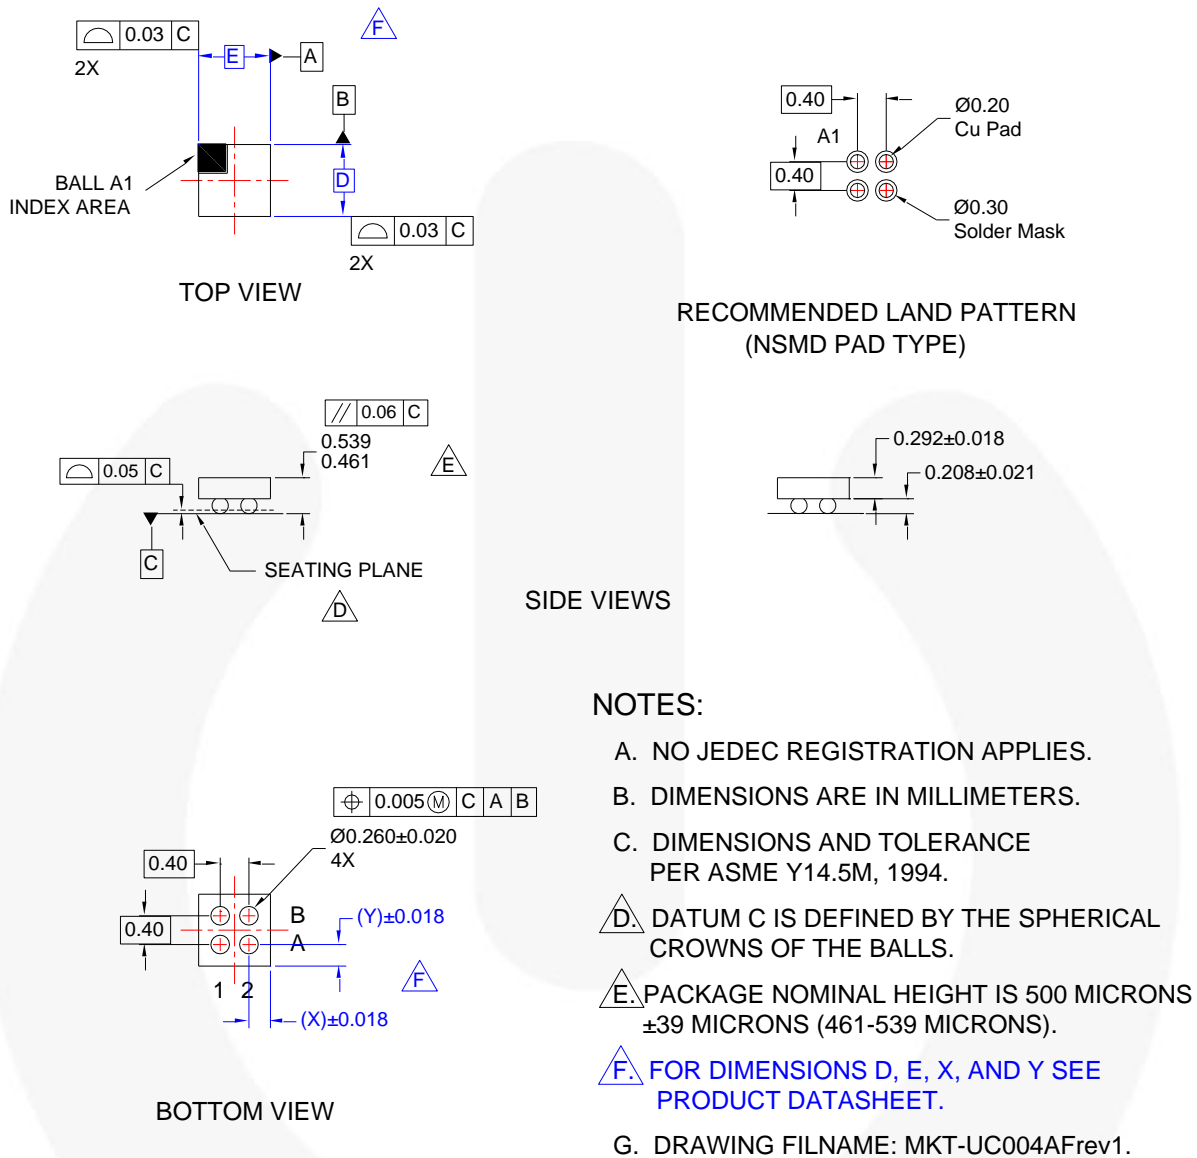 0.03 C
2X
E
A
F
B
D
BALL A1
INDEX AREA
0.03 C
2X
TOP VIEW
0.40
Ø0.20
Cu Pad
A1
0.40
Ø0.30
Solder Mask
RECOMMENDED LAND PATTERN
(NSMD PAD TYPE)
// 0.06 C
0.539
0.461
E
0.05 C
C
SEATING PLANE
D
0.292±0.018
0.208±0.021
SIDE VIEWS
⌖ 0.005Ⓜ C A B
Ø0.260±0.020
4X
0.40
0.40
B
A
(Y)±0.018
F
1 2
(X)±0.018
BOTTOM VIEW
NOTES:
A. NO JEDEC REGISTRATION APPLIES.
B. DIMENSIONS ARE IN MILLIMETERS.
C. DIMENSIONS AND TOLERANCE
PER ASME Y14.5M, 1994.
D. DATUM C IS DEFINED BY THE SPHERICAL
CROWNS OF THE BALLS.
E. PACKAGE NOMINAL HEIGHT IS 500 MICRONS
±39 MICRONS (461-539 MICRONS).
F. FOR DIMENSIONS D, E, X, AND Y SEE
PRODUCT DATASHEET.
G. DRAWING FILNAME: MKT-UC004AFrev1.